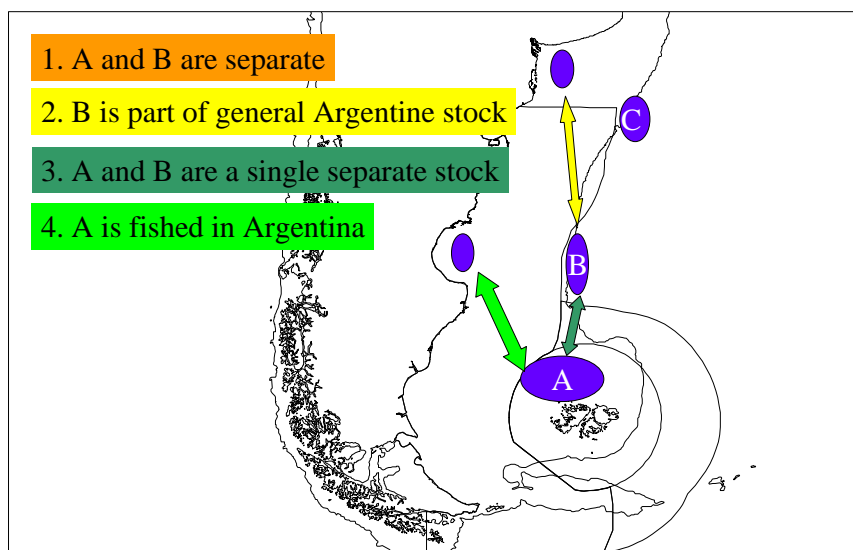 1. A and B are separate
2. B is part of general Argentine stock
3. A and B are a single separate stock
4. A is fished in Argentina
C
B
A